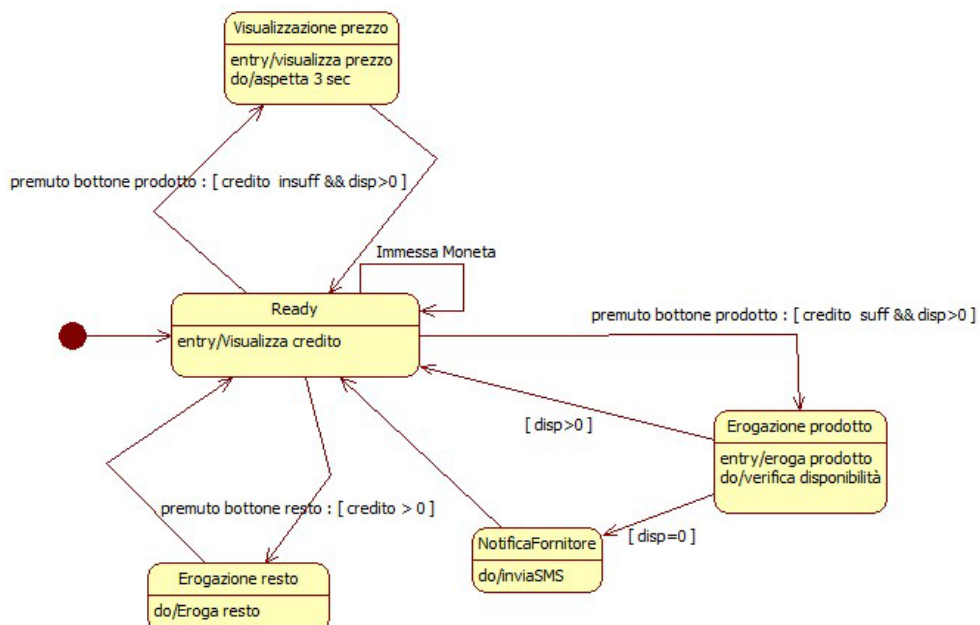 Visualizzazione prezzo
entry/visualizza prezzo
do/aspetta 3 sec
premuto bottone prodotto : [ credito  insuff && disp>0 ]
Immessa Moneta
Ready
entry/Visualizza credito
premuto bottone prodotto : [ credito  suff && disp>0 ]
[ disp>0 ]
Erogazione prodotto
entry/eroga prodotto
do/verifica disponibilità
premuto bottone resto : [ credito > 0 ]
[ disp=0 ]
NotificaFornitore
do/inviaSMS
Erogazione resto
do/Eroga resto